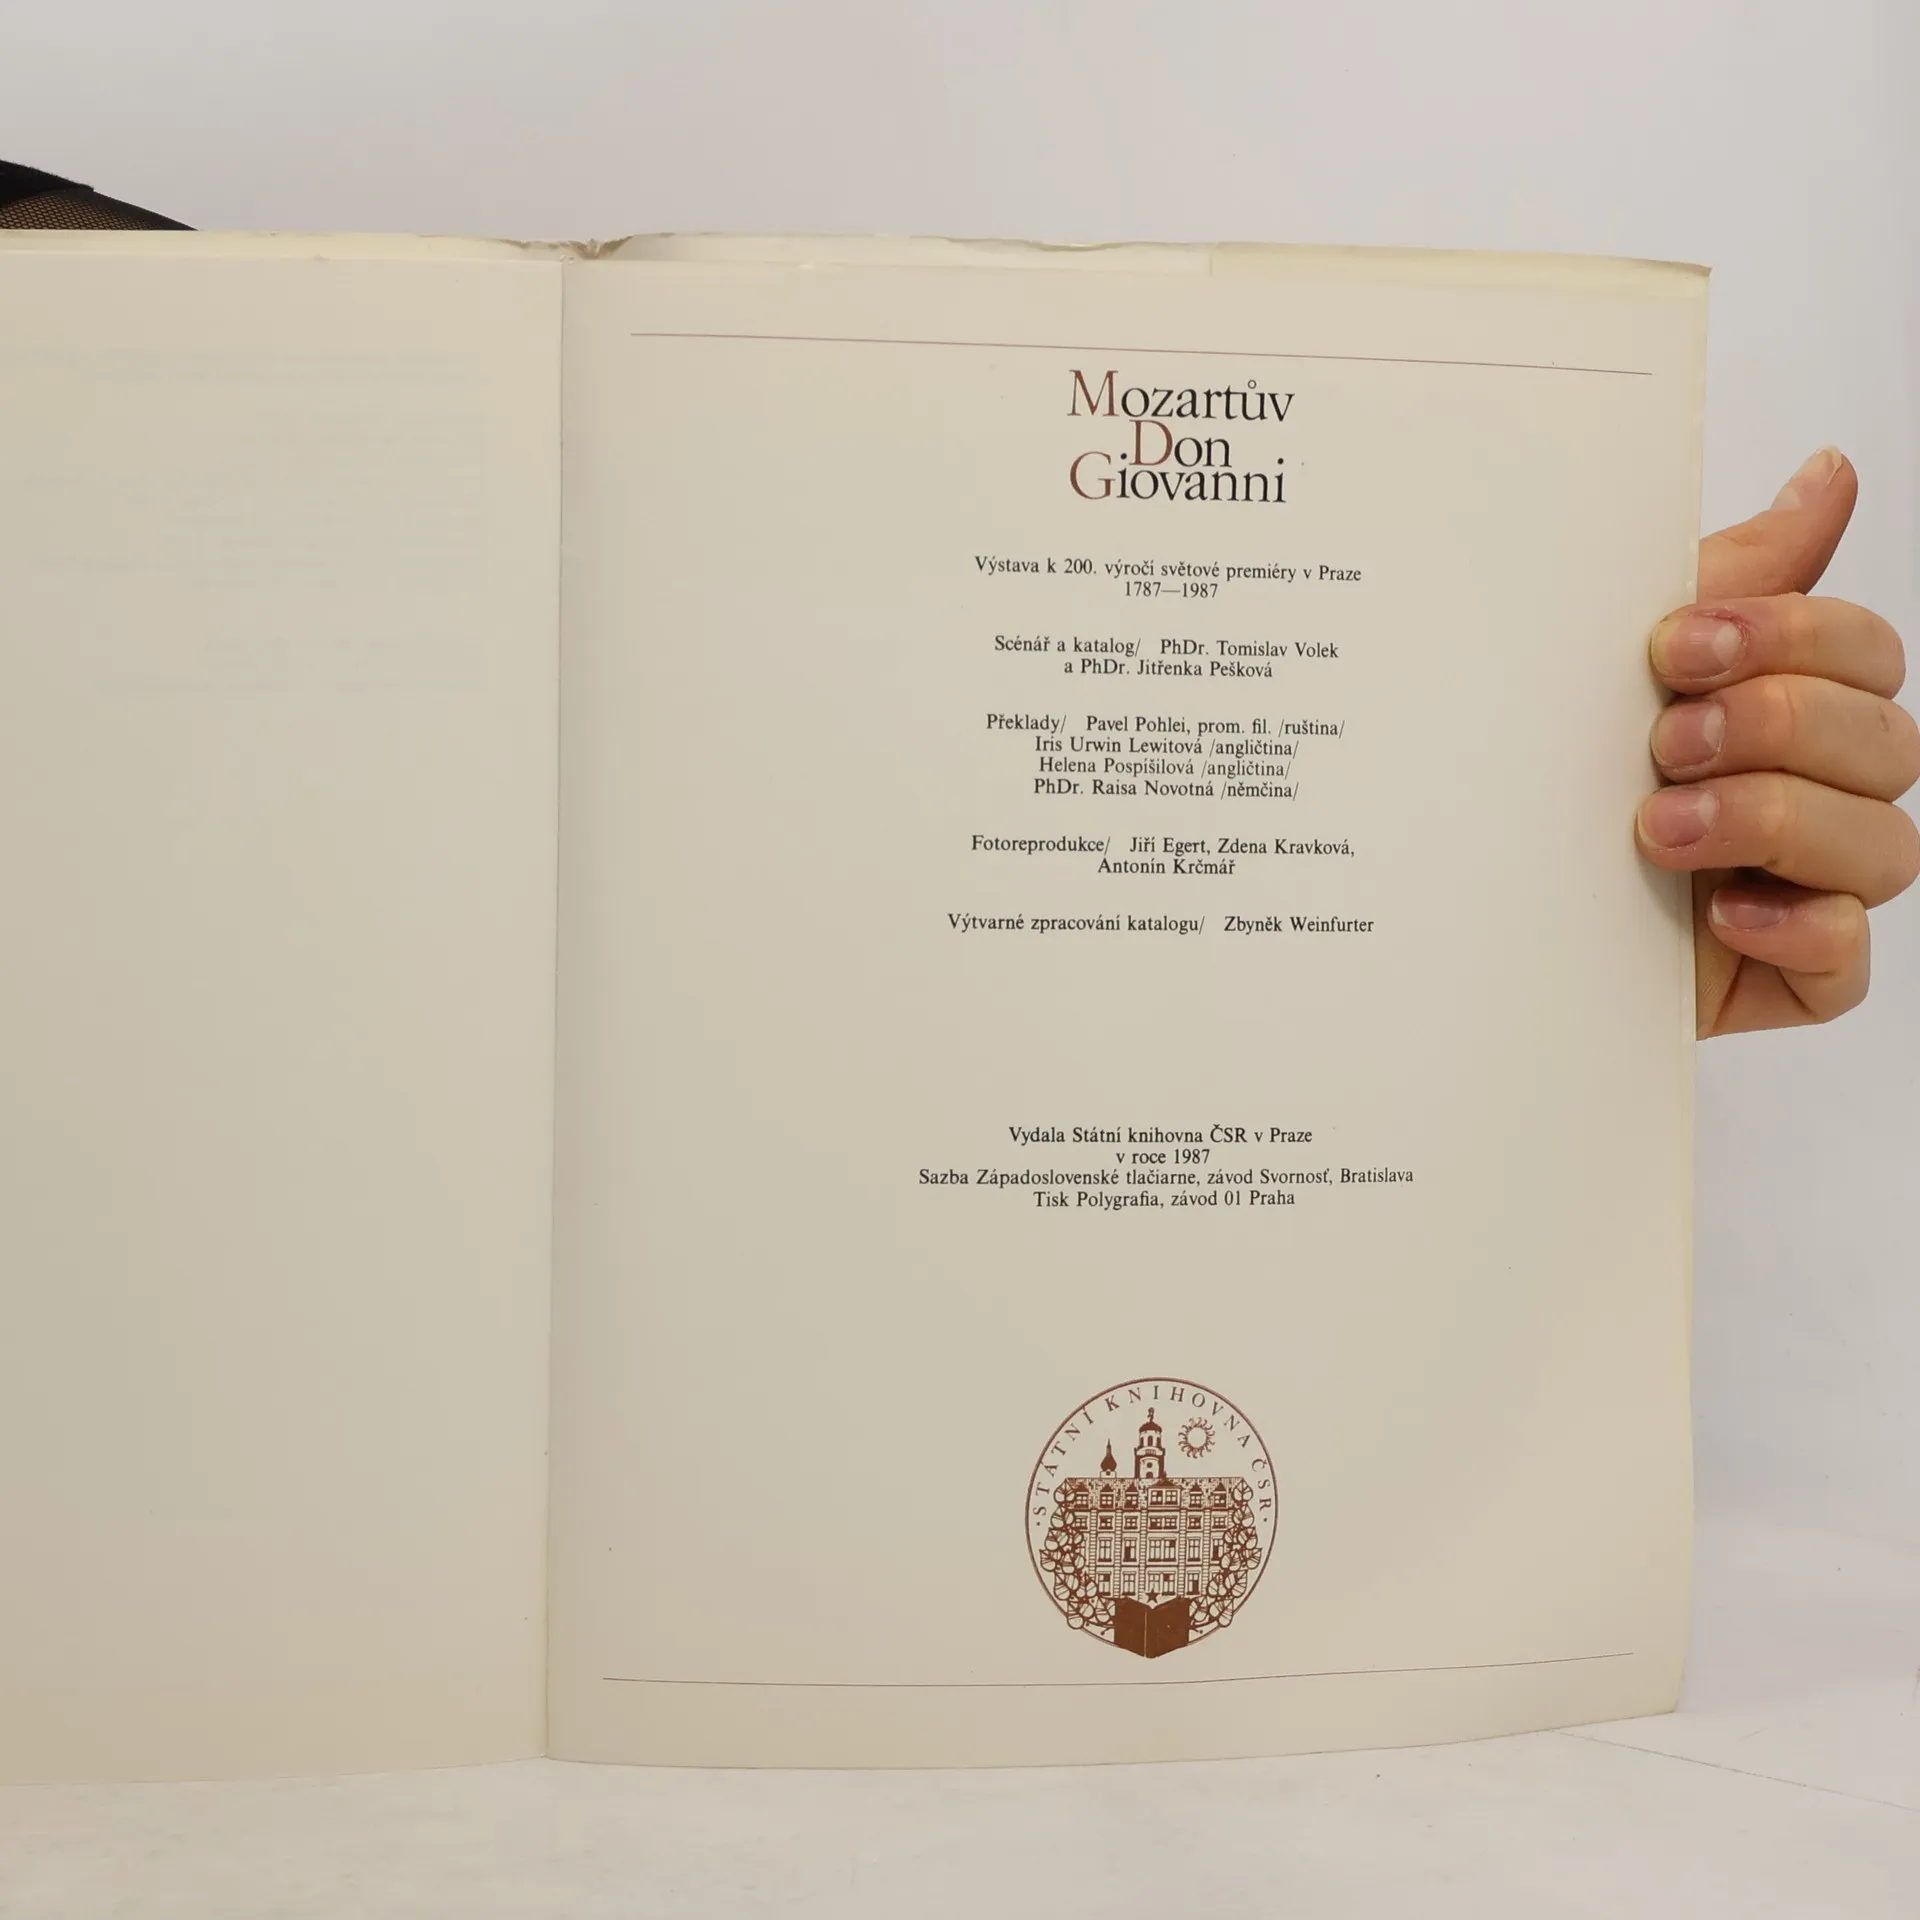 Mozartův
Don
Giovanni
Výstava k 200. výročí světové premiéry v Praze
1787—1987
Scénář a katalog/ PhDr. Tomislav Volek
a PhDr. Jitřenka Pešková
Překlady/ Pavel Pohlei, prom. fil. /ruština/
Iris Urwin Lewitová /angličtina/
Helena Pospíšilová /angličtina/
PhDr. Raisa Novotná /němčina/
Fotoreprodukce/ Jiří Egert, Zdena Kravková,
Antonín Krčmář
Výtvarné zpracování katalogu/ Zbyněk Weinfurter
Vydala Státní knihovna ČSR v Praze
v roce 1987
Sazba Západoslovenské tlačiarne, závod Svornosť, Bratislava
Tisk Polygrafia, závod 01 Praha
· STÁTNÍ KNIHOVNA ČSR ·